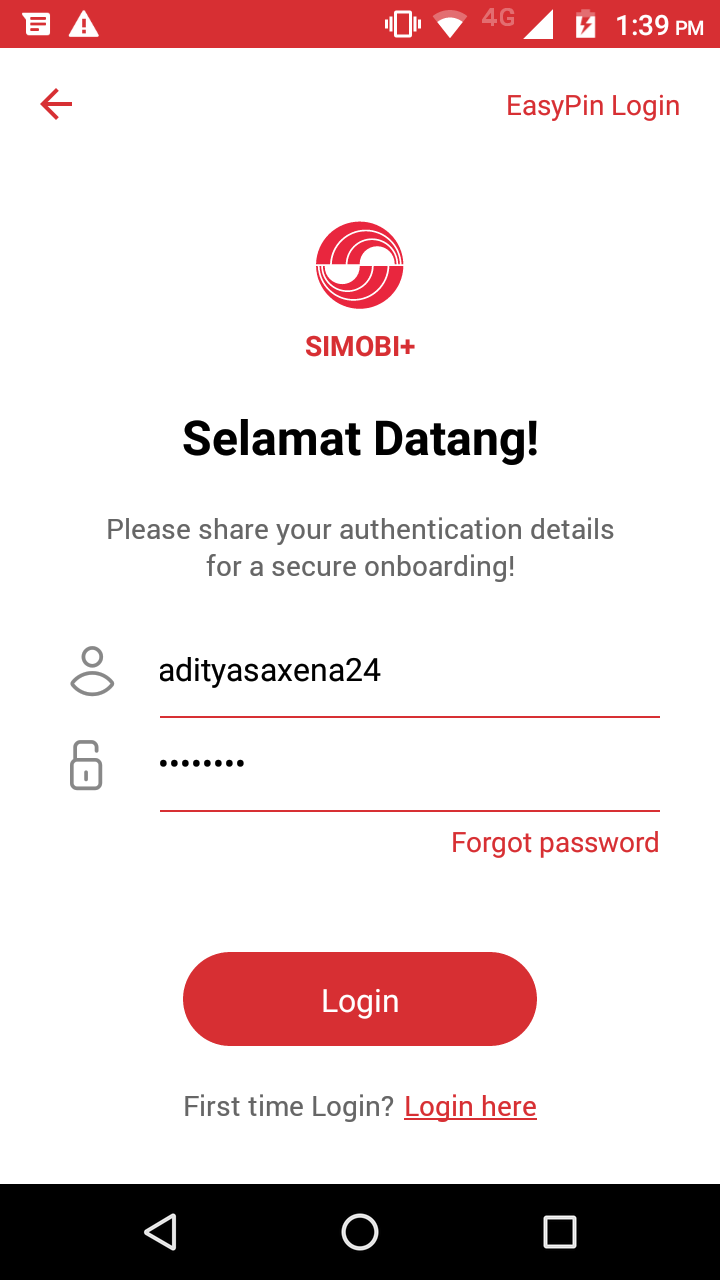 4G 1:39 PM
EasyPin Login
SIMOBI+
Selamat Datang!
Please share your authentication details
for a secure onboarding!
adityasaxena24
••••••••
Forgot password
Login
First time Login? Login here